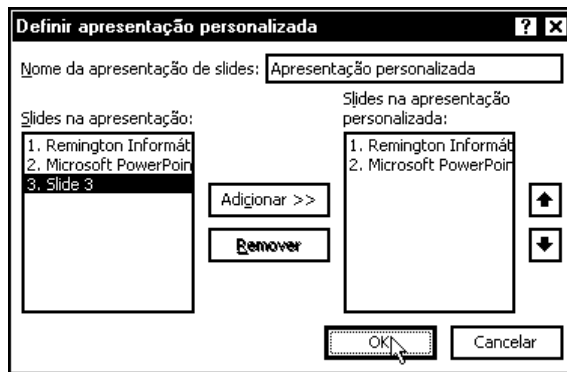 Definir apresentação personalizada
? X
Nome da apresentação de slides: Apresentação personalizada
Slides na apresentação:
1. Remington Informát
2. Microsoft PowerPoin
3. Slide 3
Adicionar >>
Remover
Slides na apresentação
personalizada:
1. Remington Informát
2. Microsoft PowerPoin
OK
Cancelar